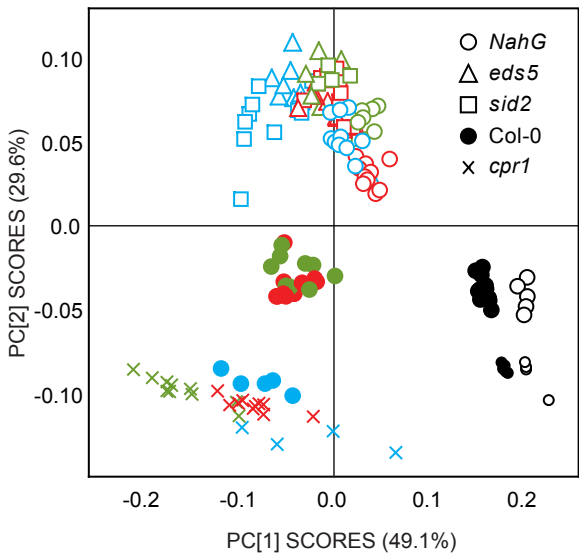 NahG
eds5
sid2
Col-0
cpr1
PC[2] SCORES (29.6%)
0.10
0.05
0.0
-0.05
-0.10
-0.2
-0.1
0.0
0.1
0.2
PC[1] SCORES (49.1%)